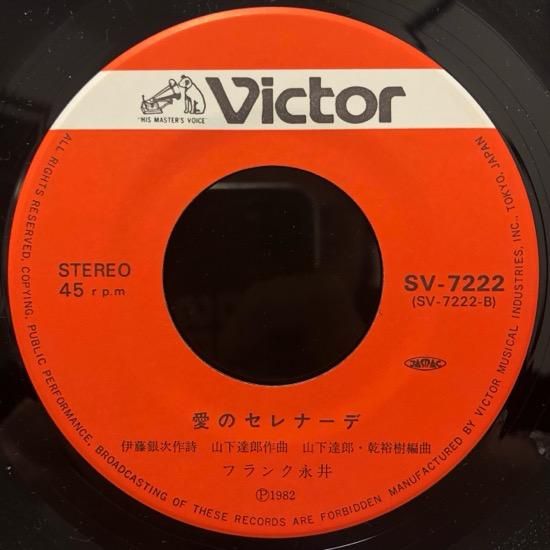 Victor
"HIS MASTER'S VOICE"
STEREO
45 rpm
SV-7222
(SV-7222-B)
JASRAC
愛のセレナーデ
伊藤銀次作詩 山下達郎作曲 山下達郎・乾裕樹編曲
フランク永井
Ⓟ1982
ALL RIGHTS RESERVED, COPYING, PUBLIC PERFORMANCE, BROADCASTING OF THESE RECORDS ARE FORBIDDEN MANUFACTURED BY VICTOR MUSICAL INDUSTRIES, INC., TOKYO, JAPAN